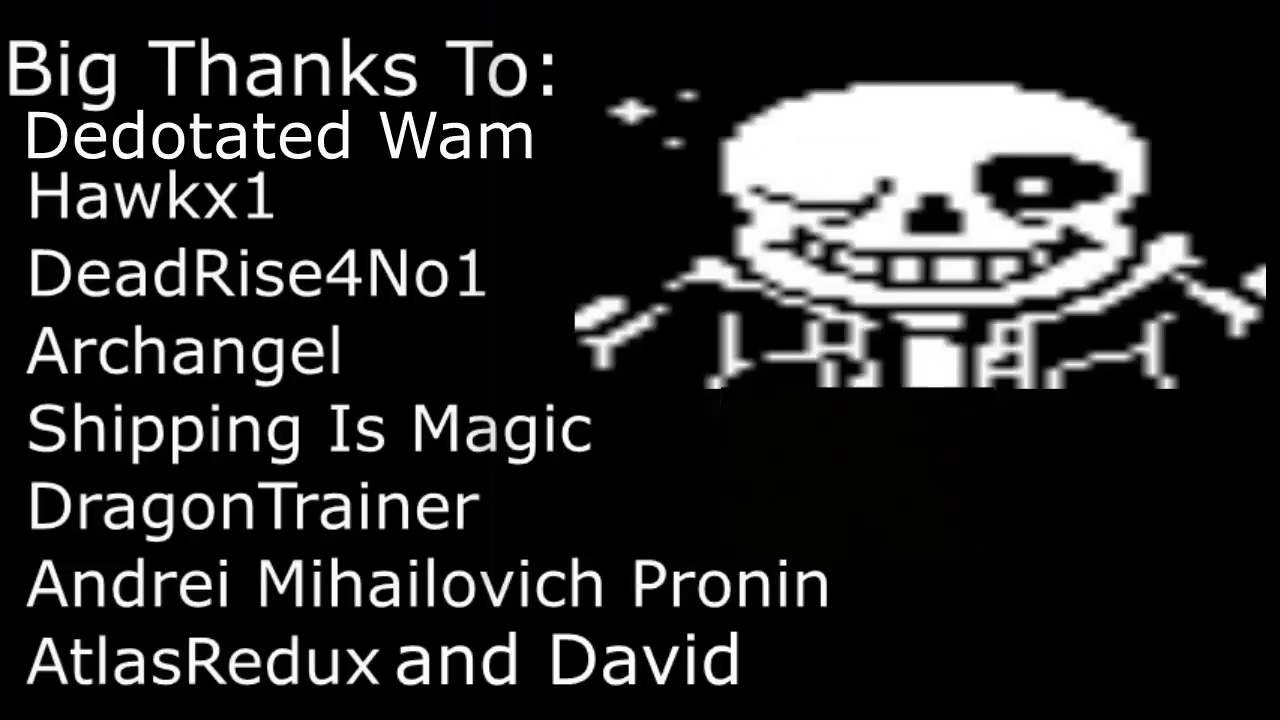 Big Thanks To:
Dedotated Wam
Hawkx1
DeadRise4No1
Archangel
Shipping Is Magic
DragonTrainer
Andrei Mihailovich Pronin
AtlasRedux and David